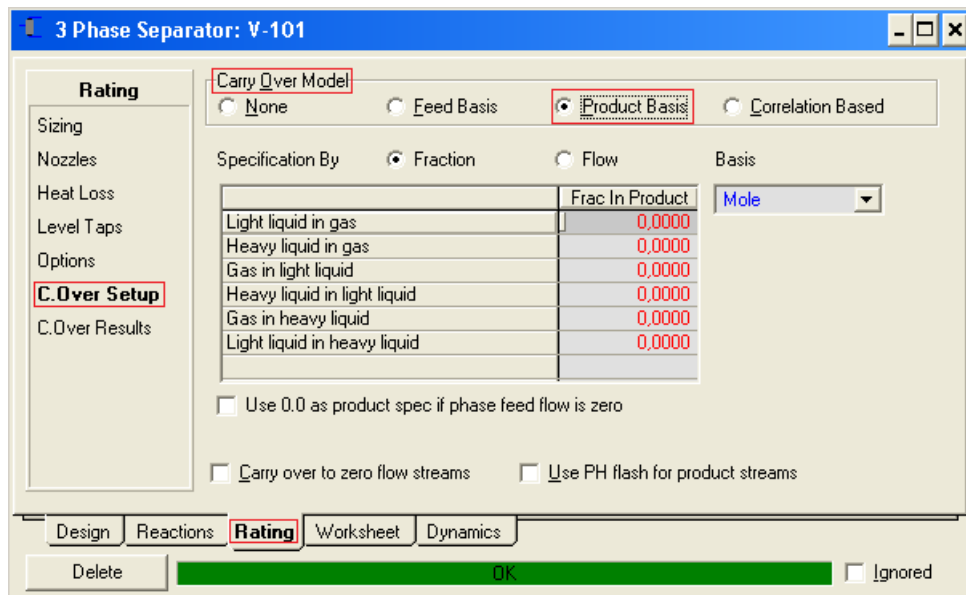 3 Phase Separator: V-101
Rating
Sizing
Nozzles
Heat Loss
Level Taps
Options
C.Over Setup
C.Over Results
Carry Over Model
None Feed Basis Product Basis Correlation Based
Specification By Fraction Flow Basis
Mole
Frac In Product
Light liquid in gas 0,0000
Heavy liquid in gas 0,0000
Gas in light liquid 0,0000
Heavy liquid in light liquid 0,0000
Gas in heavy liquid 0,0000
Light liquid in heavy liquid 0,0000
Use 0.0 as product spec if phase feed flow is zero
Carry over to zero flow streams Use PH flash for product streams
Design Reactions Rating Worksheet Dynamics
Delete OK Ignored